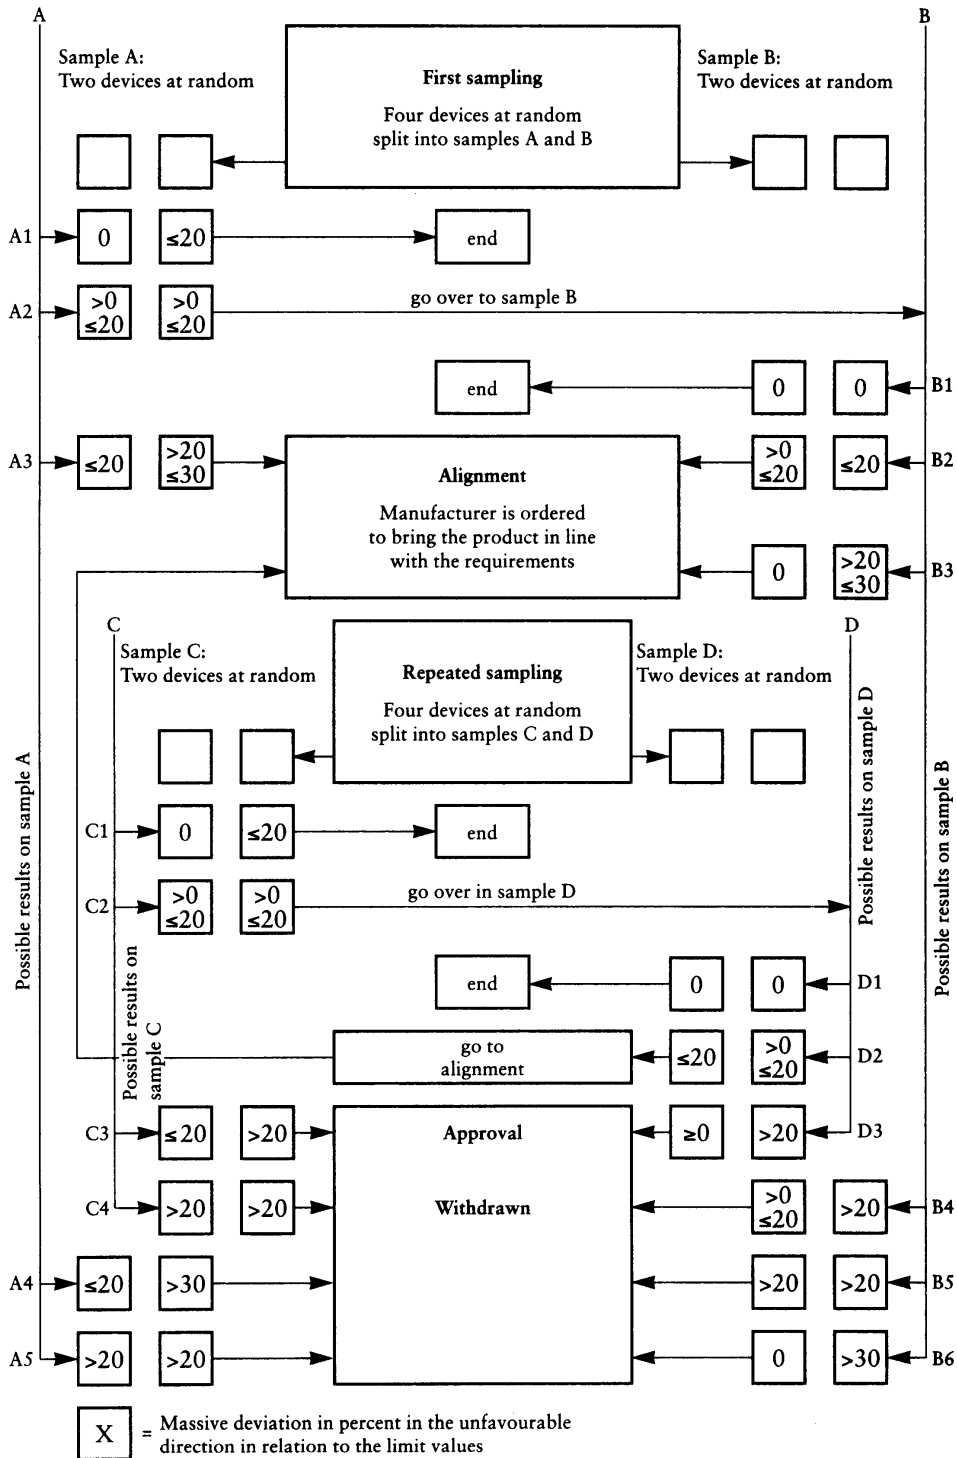 A
B
Sample A:
Two devices at random
First sampling
Four devices at random
split into samples A and B
Sample B:
Two devices at random
A1
0
≤20
end
A2
>0
≤20
>0
≤20
go over to sample B
end
0
0
B1
A3
≤20
>20
≤30
Alignment
Manufacturer is ordered
to bring the product in line
with the requirements
>0
≤20
≤20
B2
0
>20
≤30
B3
C
D
Sample C:
Two devices at random
Repeated sampling
Four devices at random
split into samples C and D
Sample D:
Two devices at random
Possible results on sample A
Possible results on sample D
Possible results on sample B
C1
0
≤20
end
C2
>0
≤20
>0
≤20
go over in sample D
Possible results on
sample C
end
0
0
D1
go to
alignment
≤20
>0
≤20
D2
C3
≤20
>20
Approval
≥0
>20
D3
C4
>20
>20
Withdrawn
>0
≤20
>20
B4
A4
≤20
>30
>20
>20
B5
A5
>20
>20
0
>30
B6
X
= Massive deviation in percent in the unfavourable
direction in relation to the limit values